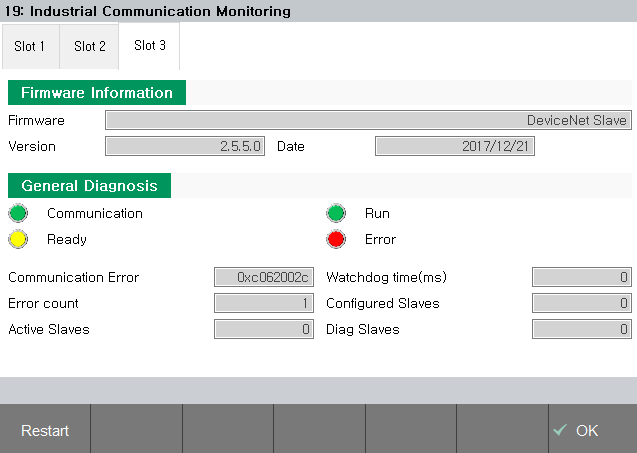 19: Industrial Communication Monitoring
Slot 1 Slot 2 Slot 3
Firmware Information
Firmware DeviceNet Slave
Version 2.5.5.0 Date 2017/12/21
General Diagnosis
Communication Run
Ready Error
Communication Error 0xc062002c Watchdog time(ms) 0
Error count 1 Configured Slaves 0
Active Slaves 0 Diag Slaves 0
Restart OK